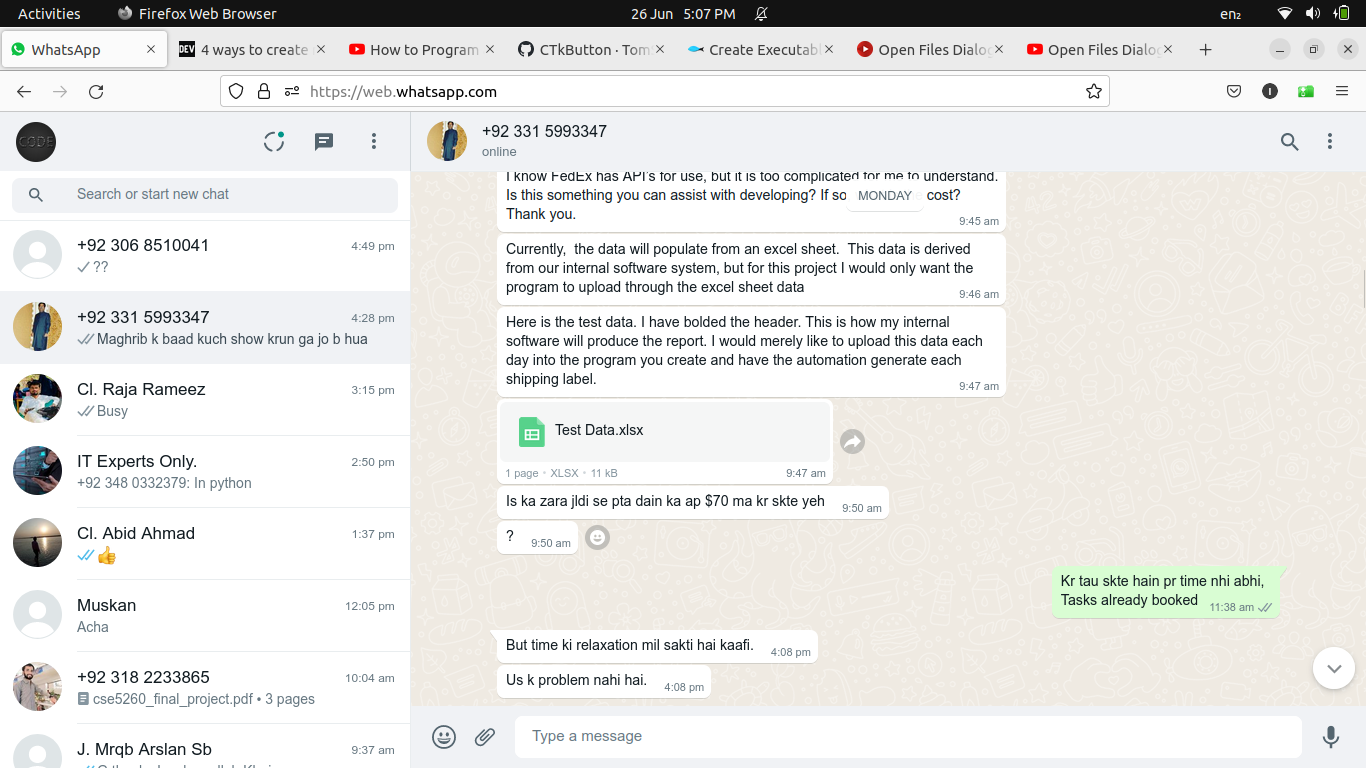 Activities
Firefox Web Browser
26 Jun 5:07 PM
en₂
WhatsApp
DEV
4 ways to create
How to Program
CTkButton · Tom
Create Executabl
Open Files Dialog
Open Files Dialog
https://web.whatsapp.com
CODE
Search or start new chat
+92 306 8510041
4:49 pm
??
+92 331 5993347
4:28 pm
Maghrib k baad kuch show krun ga jo b hua
Cl. Raja Rameez
3:15 pm
Busy
IT Experts Only.
2:50 pm
+92 348 0332379: In python
Cl. Abid Ahmad
1:37 pm
👍
Muskan
12:05 pm
Acha
+92 318 2233865
10:04 am
cse5260_final_project.pdf • 3 pages
J. Mrqb Arslan Sb
9:37 am
+92 331 5993347
online
I know FedEx has API's for use, but it is too complicated for me to understand.
Is this something you can assist with developing? If so cost?
MONDAY
Thank you.
9:45 am
Currently, the data will populate from an excel sheet. This data is derived
from our internal software system, but for this project I would only want the
program to upload through the excel sheet data
9:46 am
Here is the test data. I have bolded the header. This is how my internal
software will produce the report. I would merely like to upload this data each
day into the program you create and have the automation generate each
shipping label.
9:47 am
Test Data.xlsx
1 page • XLSX • 11 kB
9:47 am
Is ka zara jldi se pta dain ka ap $70 ma kr skte yeh
9:50 am
?
9:50 am
Kr tau skte hain pr time nhi abhi,
Tasks already booked
11:38 am
But time ki relaxation mil sakti hai kaafi.
4:08 pm
Us k problem nahi hai.
4:08 pm
Type a message